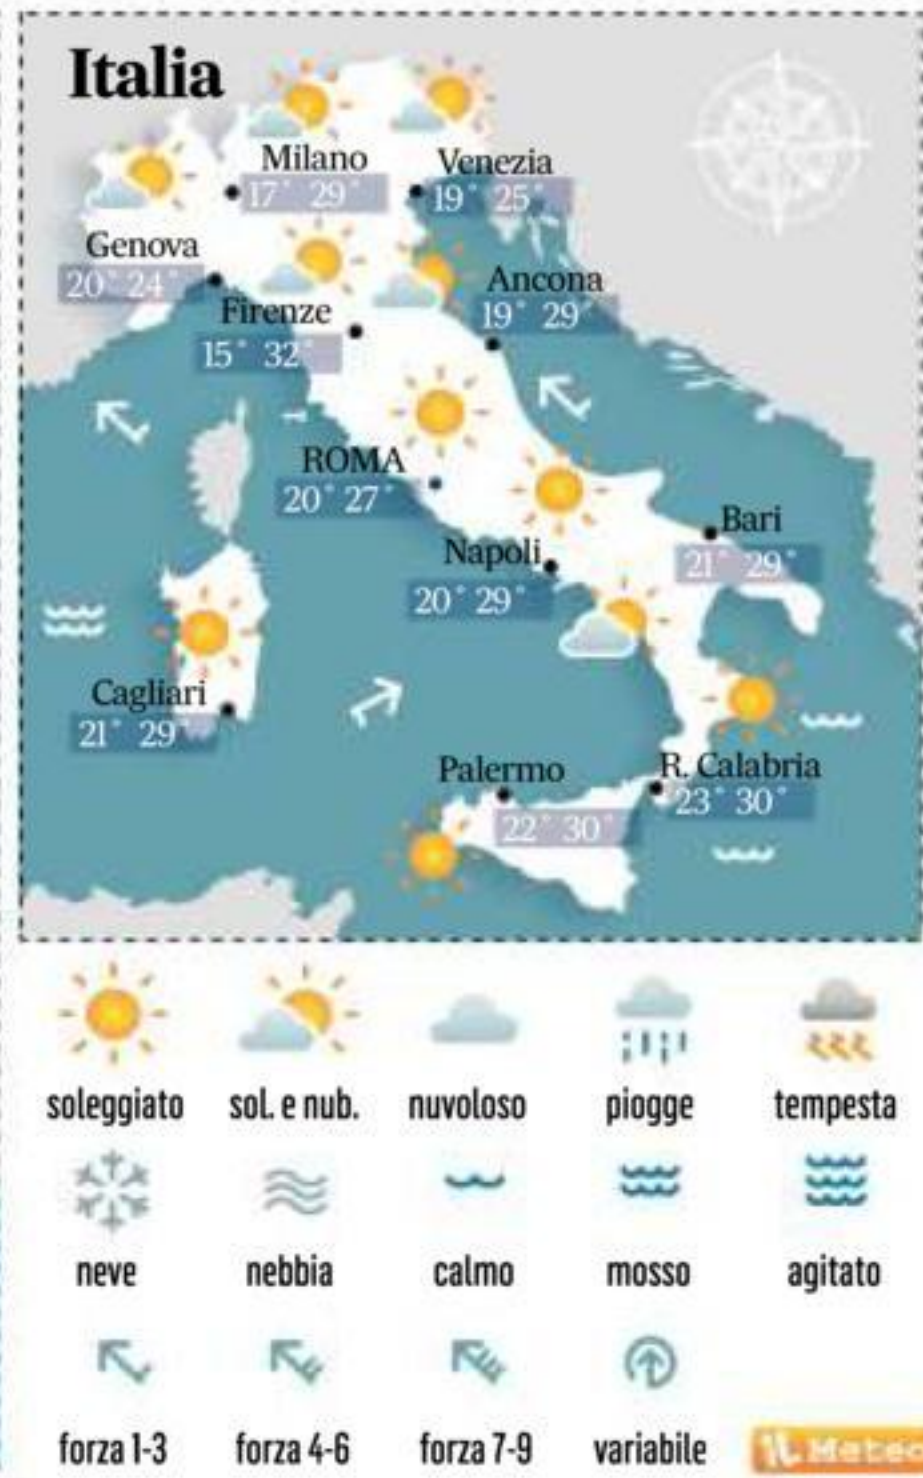 Italia
Milano
17° 29°
Venezia
19° 25°
Genova
20° 24°
Ancona
19° 29°
Firenze
15° 32°
ROMA
20° 27°
Bari
21° 29°
Napoli
20° 29°
Cagliari
21° 29°
Palermo
22° 30°
R. Calabria
23° 30°
soleggiato sol. e nub. nuvoloso piogge tempesta
neve nebbia calmo mosso agitato
forza 1-3 forza 4-6 forza 7-9 variabile
iL Meteo